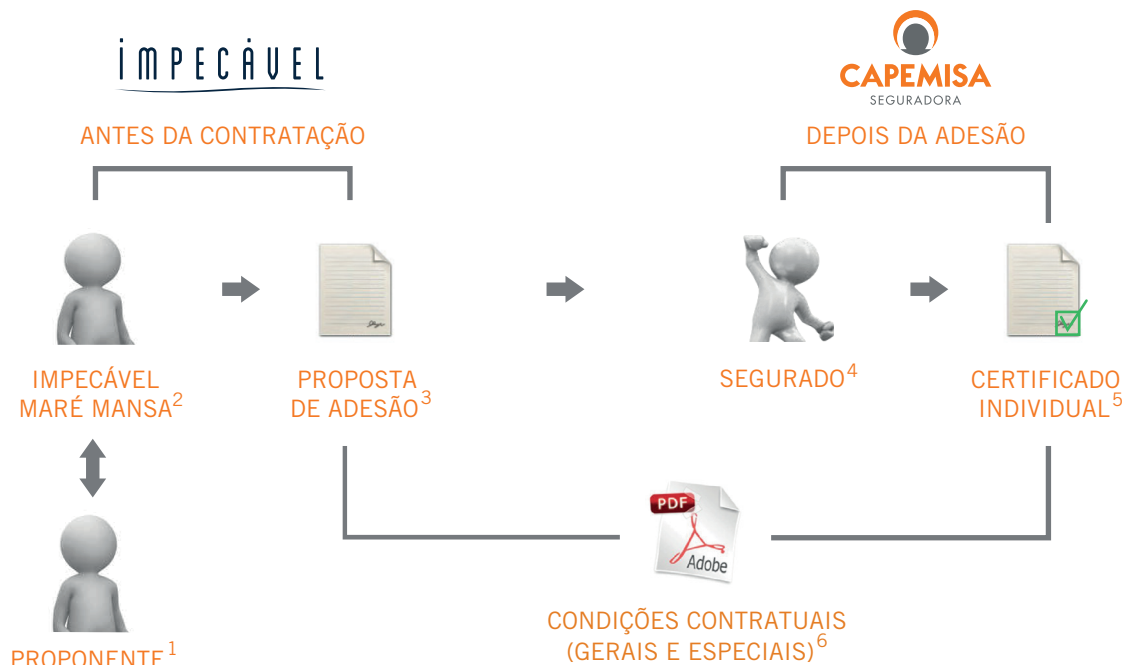 IMPECÁVEL
CAPEMISA
SEGURADORA
ANTES DA CONTRATAÇÃO
DEPOIS DA ADESÃO
IMPECÁVEL
MARÉ MANSA²
PROPOSTA
DE ADESÃO³
SEGURADO⁴
CERTIFICADO
INDIVIDUAL⁵
PDF
Adobe
CONDIÇÕES CONTRATUAIS
(GERAIS E ESPECIAIS)⁶
PROPONENTE¹